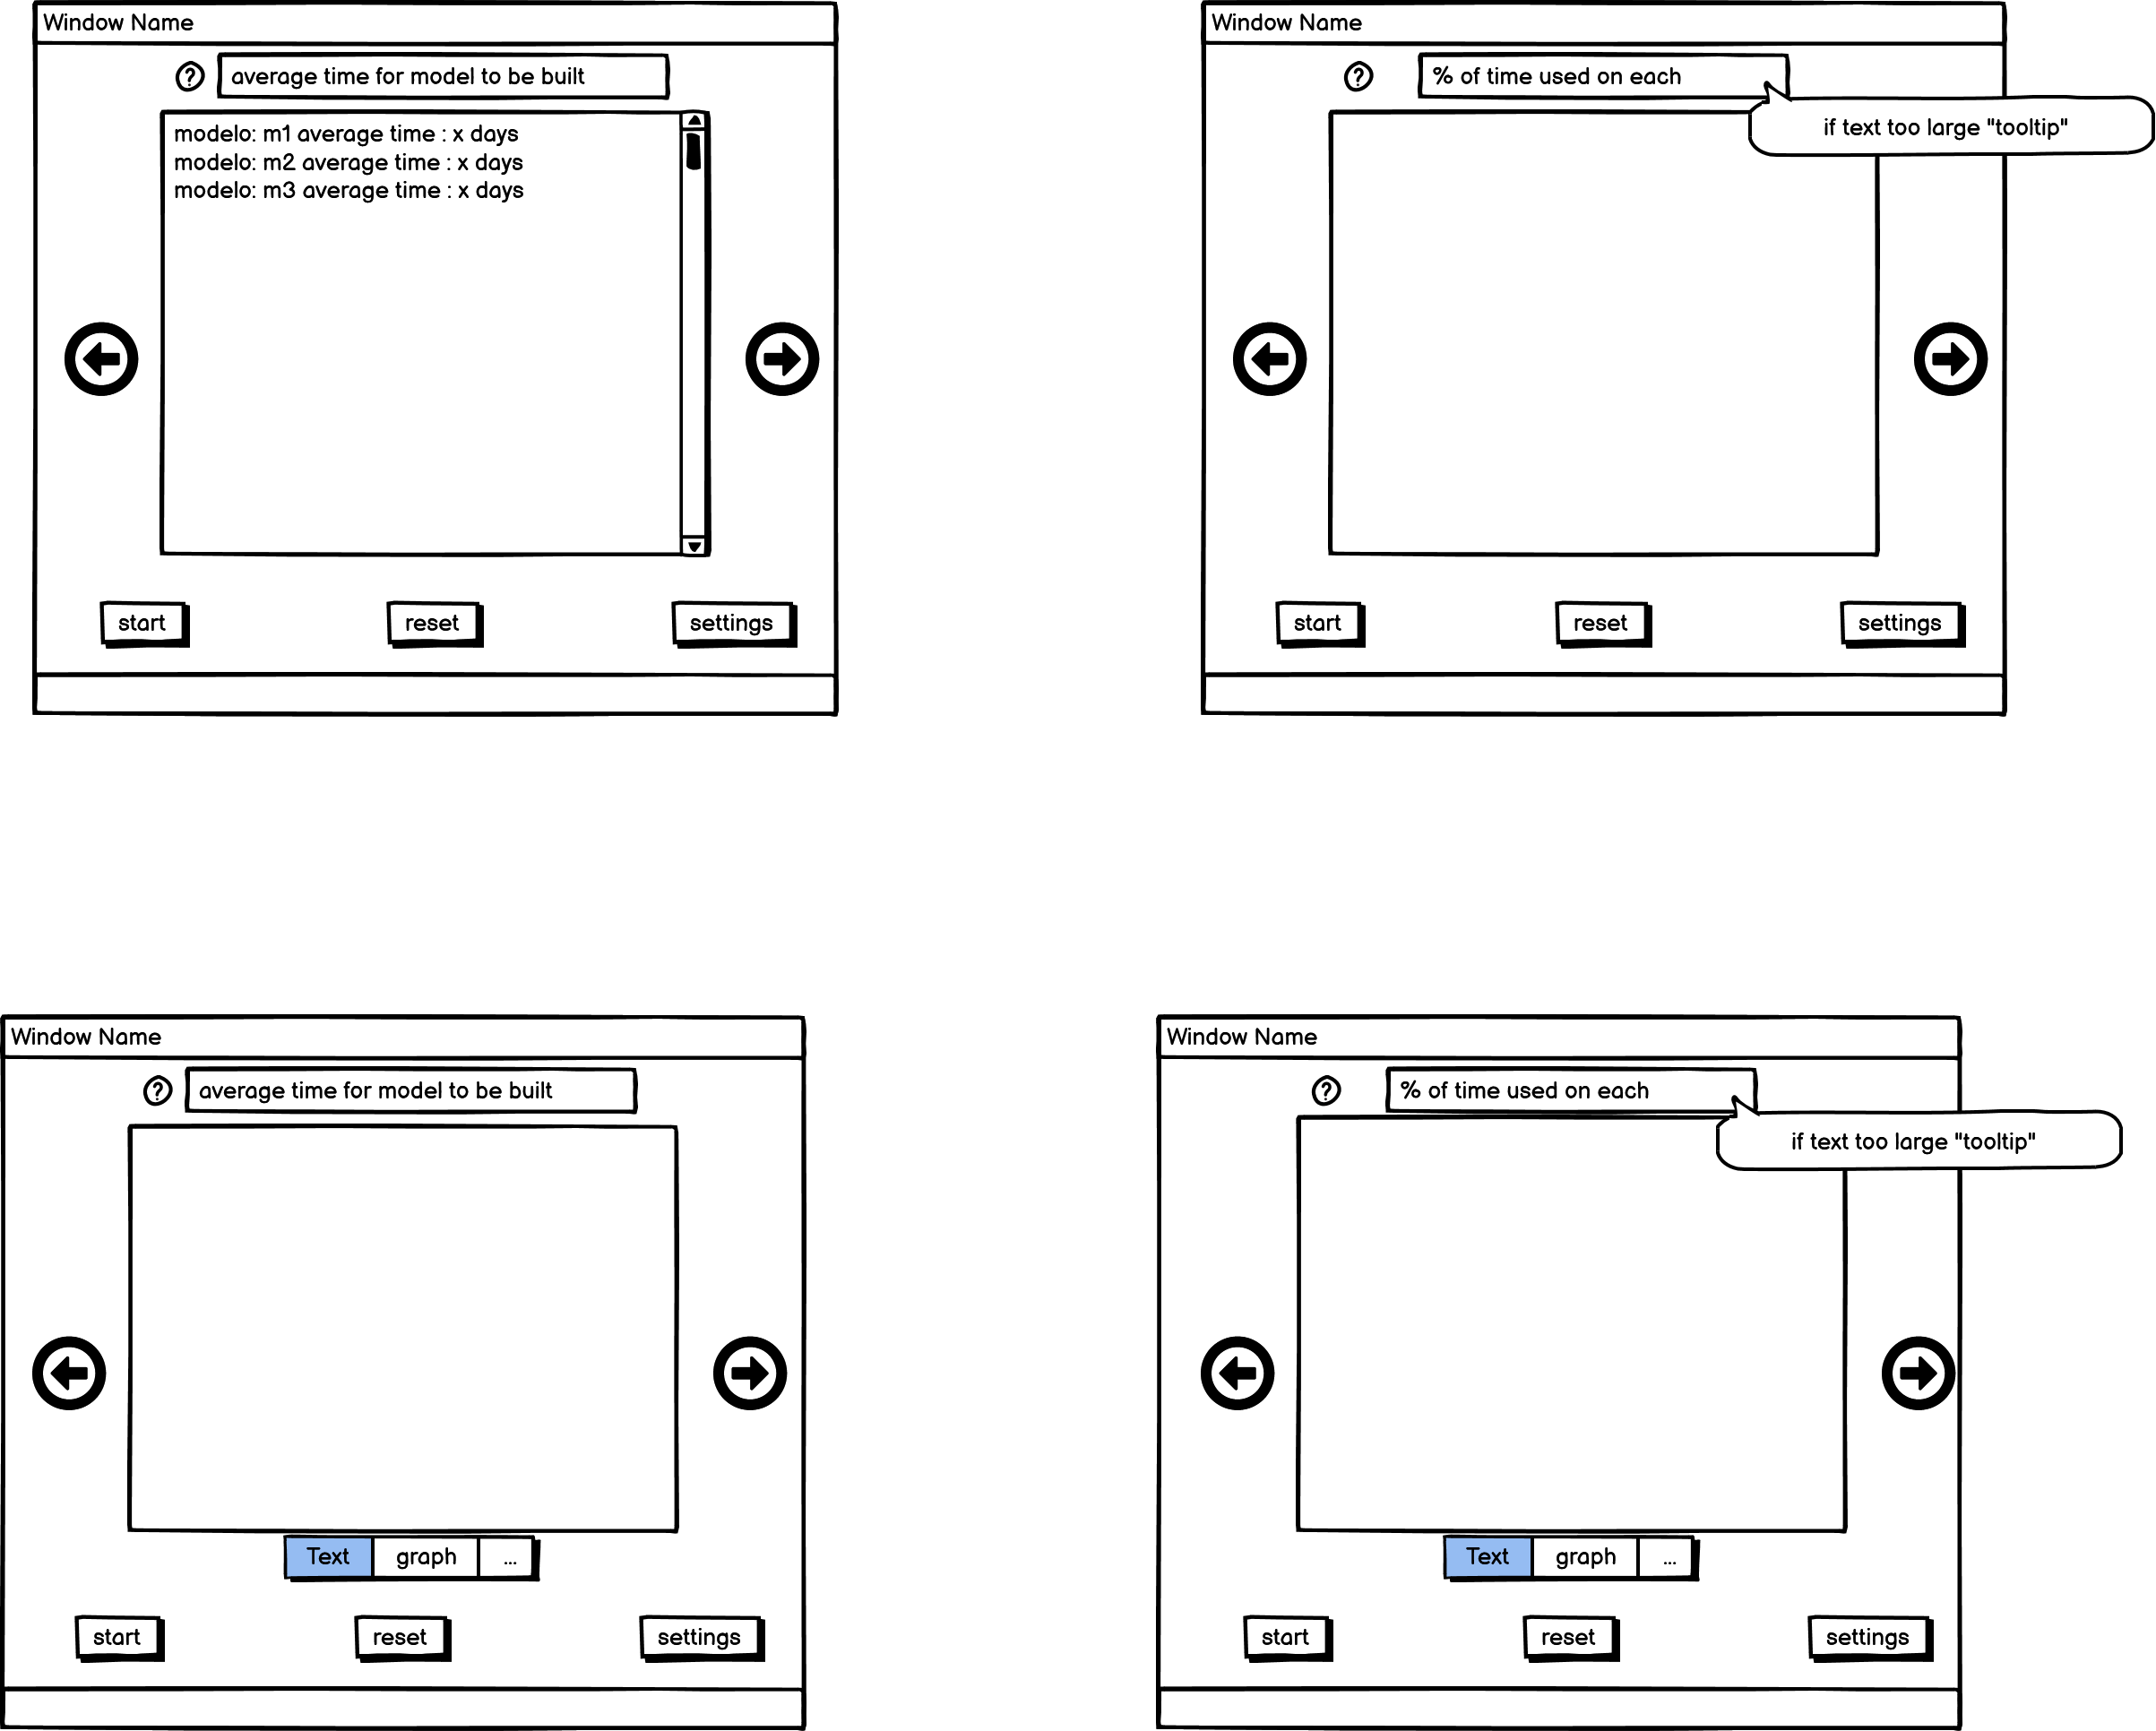 Window Name
? average time for model to be built
modelo: m1 average time : x days
modelo: m2 average time : x days
modelo: m3 average time : x days
start reset settings
Window Name
? % of time used on each
if text too large "tooltip"
start reset settings
Window Name
? average time for model to be built
Text graph ...
start reset settings
Window Name
? % of time used on each
if text too large "tooltip"
Text graph ...
start reset settings